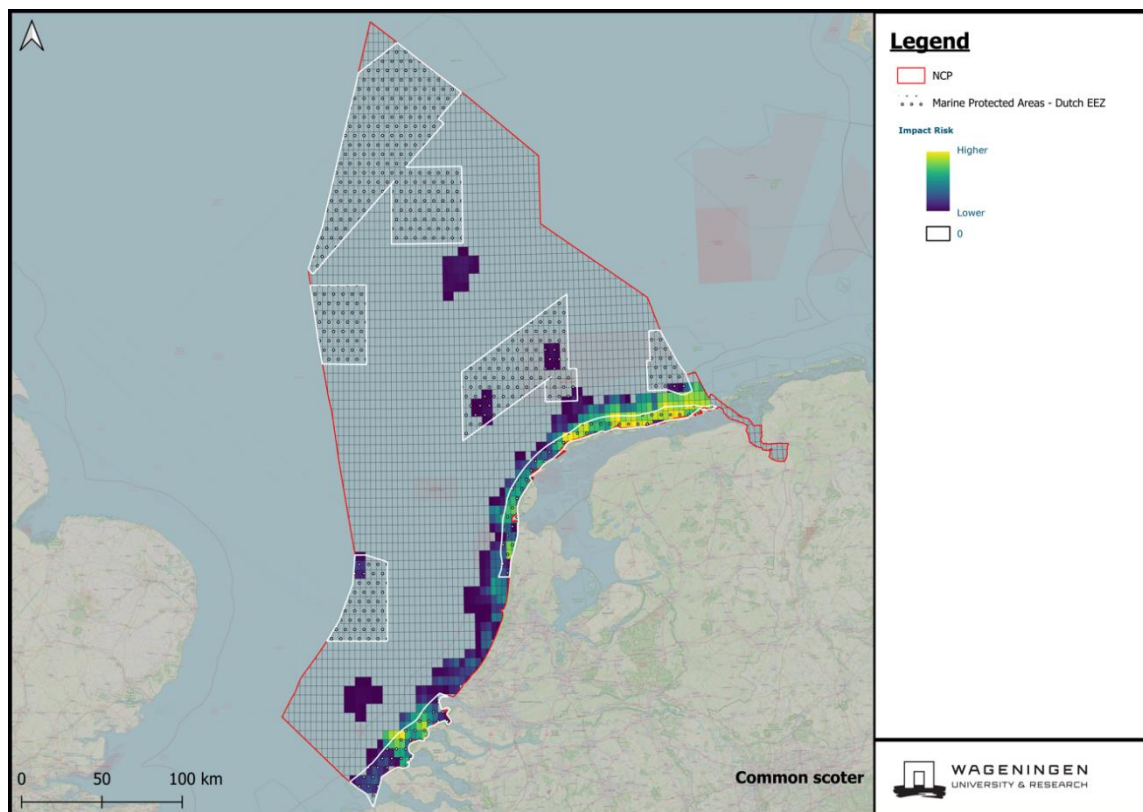 Legend
NCP
Marine Protected Areas - Dutch EEZ
Impact Risk
Higher
Lower
0
0 50 100 km
Common scoter
WAGENINGEN
UNIVERSITY & RESEARCH